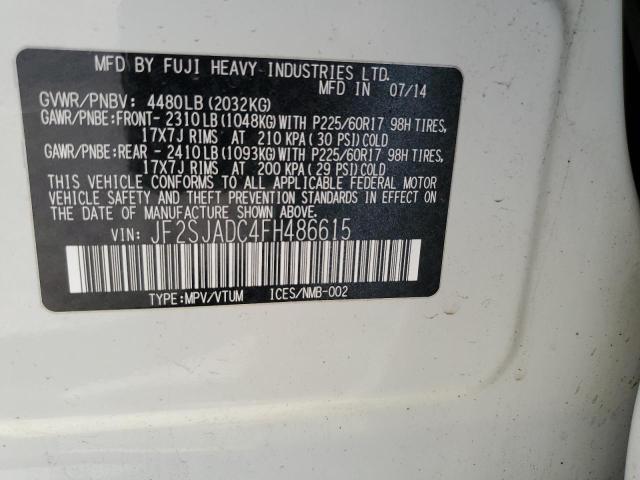 MFD BY FUJI HEAVY INDUSTRIES LTD.
MFD IN 07/14
GVWR/PNBV: 4480LB (2032KG)
GAWR/PNBE:FRONT- 2310LB (1048KG) WITH P225/60R17 98H TIRES,
17X7J RIMS AT 210 KPA (30 PSI) COLD
GAWR/PNBE:REAR - 2410LB (1093KG) WITH P225/60R17 98H TIRES,
17X7J RIMS AT 200 KPA (29 PSI) COLD
THIS VEHICLE CONFORMS TO ALL APPLICABLE FEDERAL MOTOR
VEHICLE SAFETY AND THEFT PREVENTION STANDARDS IN EFFECT
ON THE DATE OF MANUFACTURE SHOWN ABOVE.
VIN: JF2SJADC4FH486615
TYPE:MPV/VTUM ICES/NMB-002